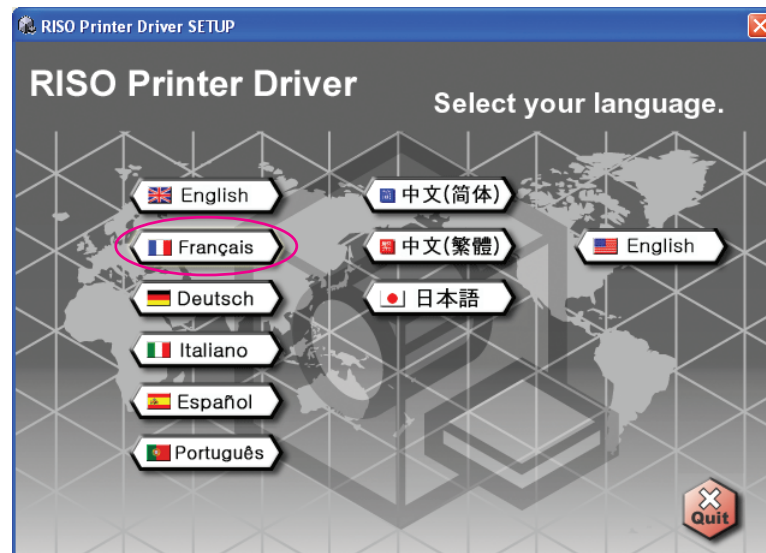 RISO Printer Driver SETUP
RISO Printer Driver
Select your language.
English
Français
Deutsch
Italiano
Español
Português
中文(简体)
中文(繁體)
日本語
English
Quit